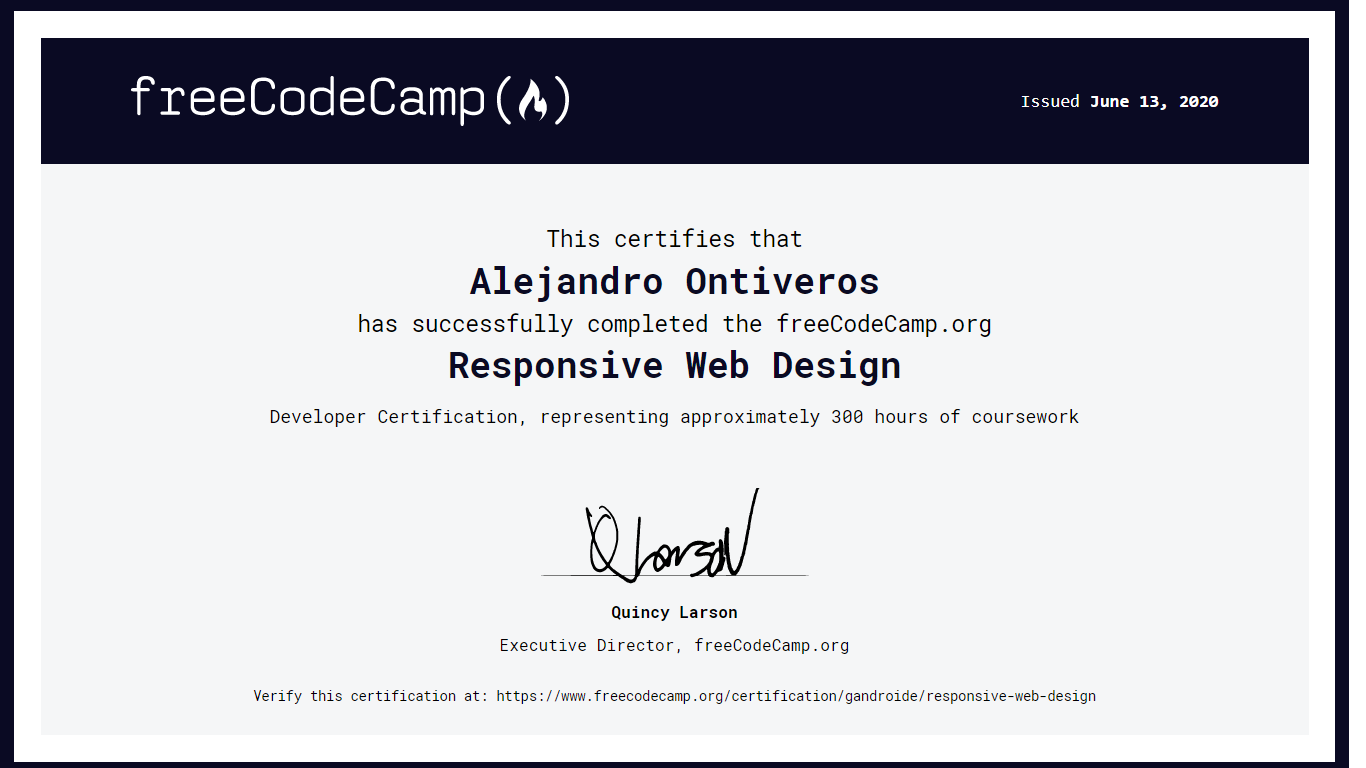 freeCodeCamp(🔥)
Issued June 13, 2020
This certifies that
Alejandro Ontiveros
has successfully completed the freeCodeCamp.org
Responsive Web Design
Developer Certification, representing approximately 300 hours of coursework
Q Larson
Quincy Larson
Executive Director, freeCodeCamp.org
Verify this certification at: https://www.freecodecamp.org/certification/gandroide/responsive-web-design